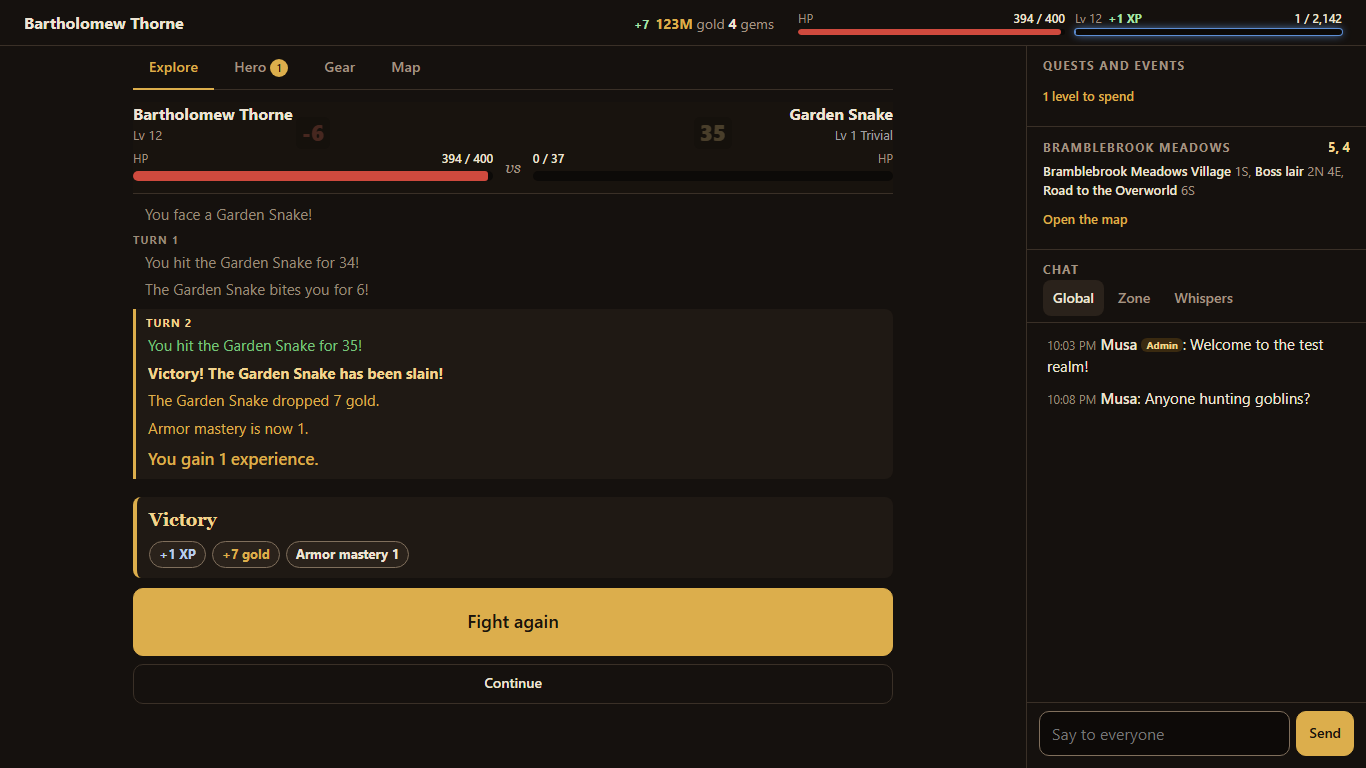 Bartholomew Thorne
+7 123M gold 4 gems
HP 394 / 400
Lv 12 +1 XP 1 / 2,142
Explore
Hero 1
Gear
Map
Bartholomew Thorne
Lv 12
-6
HP 394 / 400
vs
Garden Snake
35
Lv 1 Trivial
0 / 37 HP
You face a Garden Snake!
TURN 1
You hit the Garden Snake for 34!
The Garden Snake bites you for 6!
TURN 2
You hit the Garden Snake for 35!
Victory! The Garden Snake has been slain!
The Garden Snake dropped 7 gold.
Armor mastery is now 1.
You gain 1 experience.
Victory
+1 XP +7 gold Armor mastery 1
Fight again
Continue
QUESTS AND EVENTS
1 level to spend
BRAMBLEBROOK MEADOWS 5, 4
Bramblebrook Meadows Village 1S, Boss lair 2N 4E,
Road to the Overworld 6S
Open the map
CHAT
Global Zone Whispers
10:03 PM Musa Admin: Welcome to the test
realm!
10:08 PM Musa: Anyone hunting goblins?
Say to everyone
Send